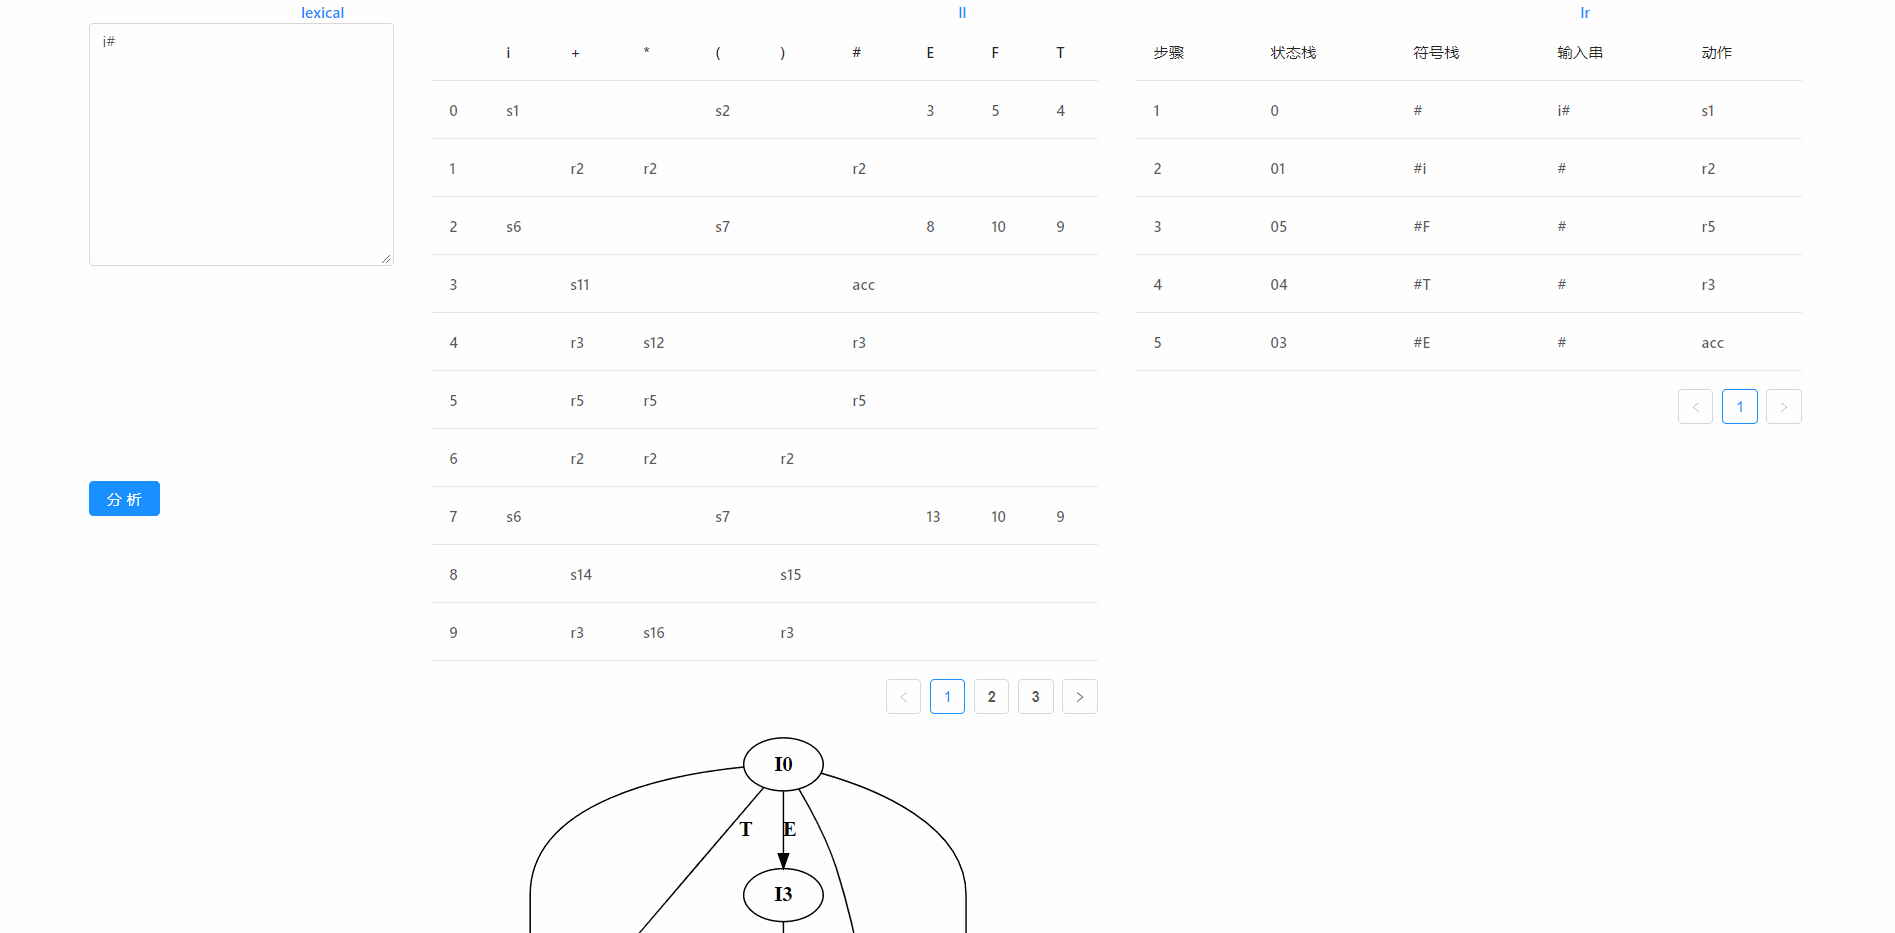 lexical
i#
分 析
ll
i + * ( ) # E F T
0 s1 s2 3 5 4
1 r2 r2 r2
2 s6 s7 8 10 9
3 s11 acc
4 r3 s12 r3
5 r5 r5 r5
6 r2 r2 r2
7 s6 s7 13 10 9
8 s14 s15
9 r3 s16 r3
< 1 2 3 >
I0
T E
I3
lr
步骤 状态栈 符号栈 输入串 动作
1 0 # i# s1
2 01 #i # r2
3 05 #F # r5
4 04 #T # r3
5 03 #E # acc
< 1 >